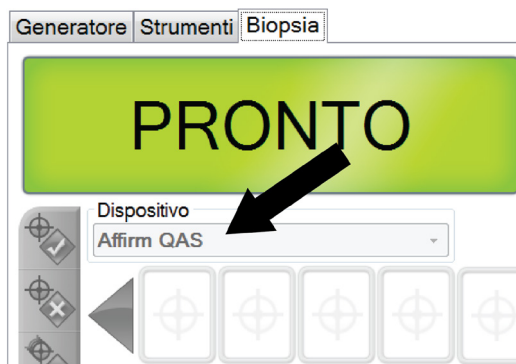 Generatore Strumenti Biopsia
PRONTO
Dispositivo
Affirm QAS